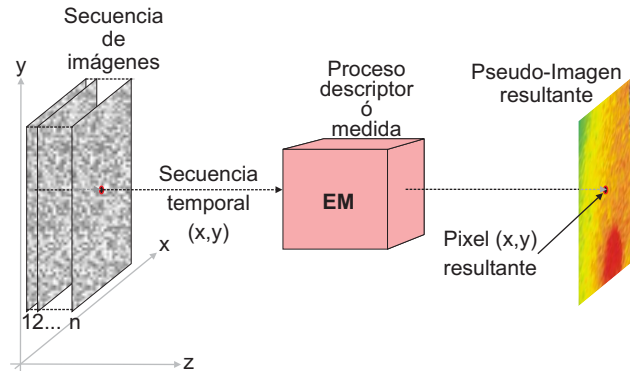 Secuencia
de
imágenes
y
Proceso
descriptor
ó
medida
Pseudo-Imagen
resultante
Secuencia
temporal
(x,y)
EM
x
Pixel (x,y)
resultante
12... n
z